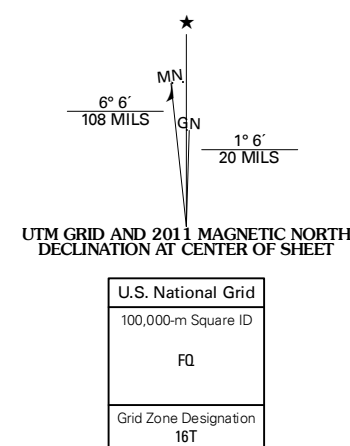 ★
MN
GN
6° 6´
108 MILS
1° 6´
20 MILS
UTM GRID AND 2011 MAGNETIC NORTH
DECLINATION AT CENTER OF SHEET
U.S. National Grid
100,000-m Square ID
FQ
Grid Zone Designation
16T